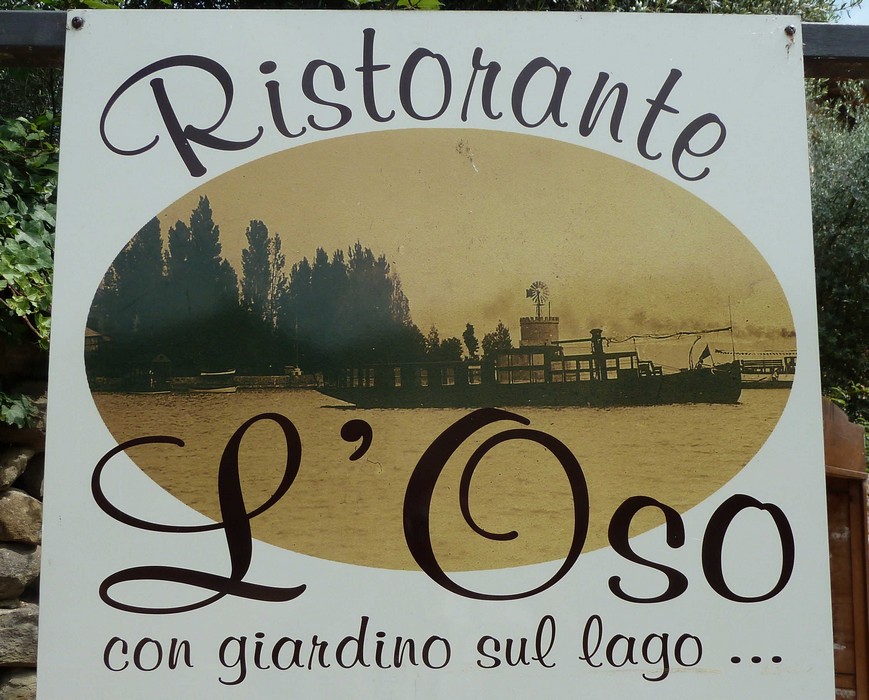 Ristorante
L'Oso
con giardino sul lago ...